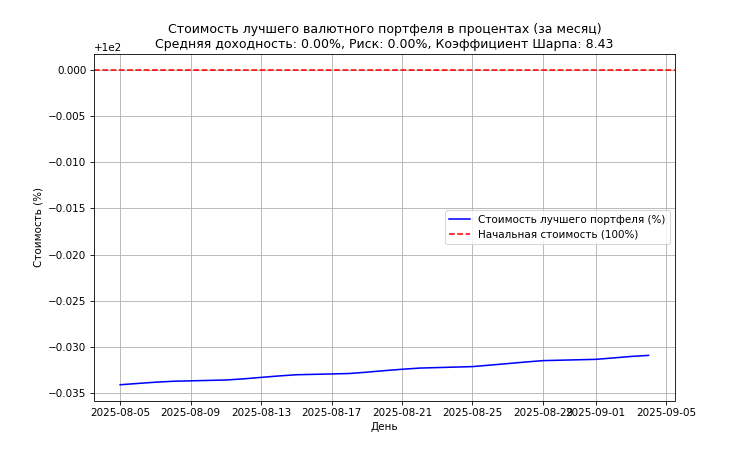 Стоимость лучшего валютного портфеля в процентах (за месяц)
Средняя доходность: 0.00%, Риск: 0.00%, Коэффициент Шарпа: 8.43
+1e2
0.000
−0.005
−0.010
−0.015
−0.020
−0.025
−0.030
−0.035
Стоимость (%)
Стоимость лучшего портфеля (%)
Начальная стоимость (100%)
2025-08-05 2025-08-09 2025-08-13 2025-08-17 2025-08-21 2025-08-25 2025-08-29 2025-09-01 2025-09-05
День